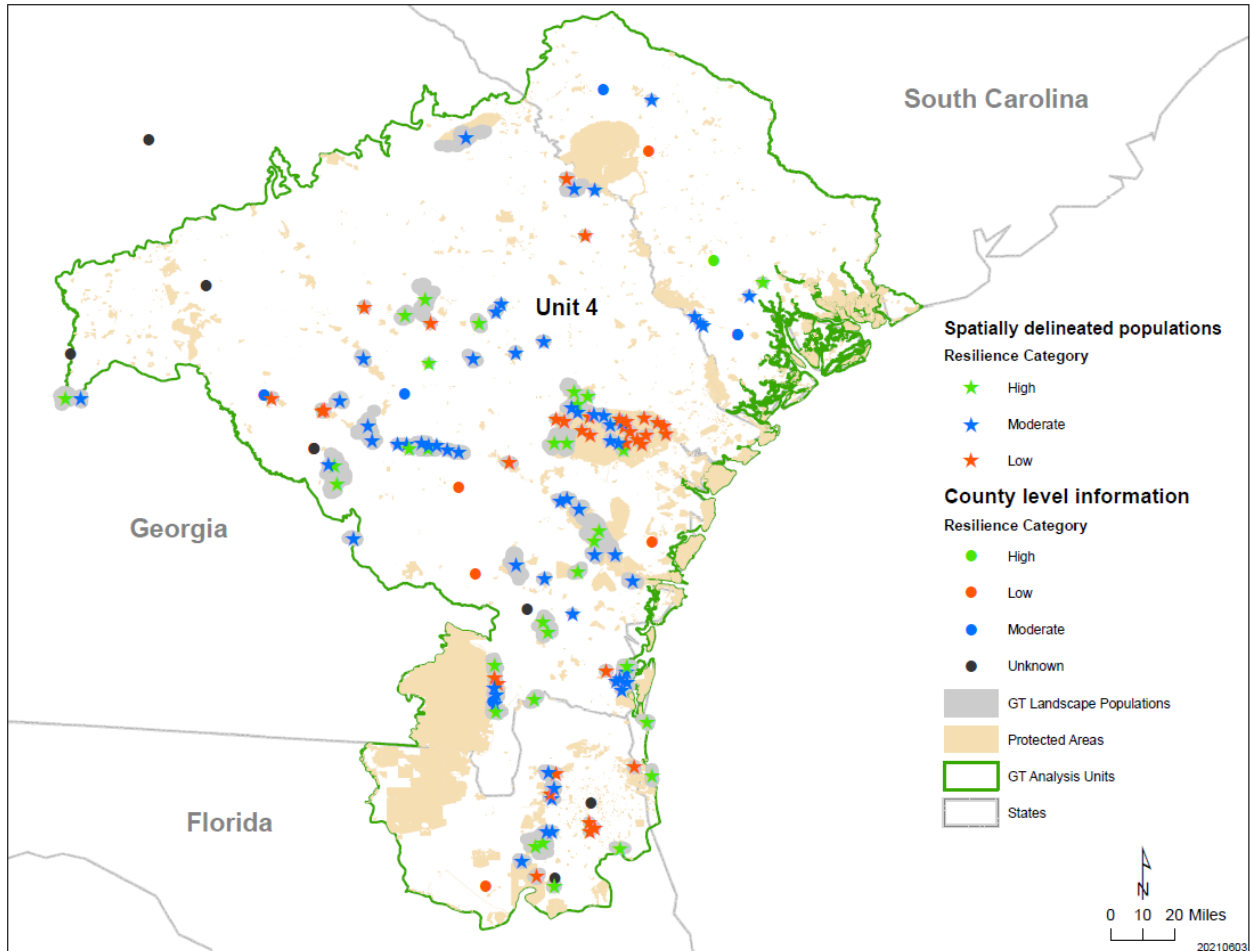 South Carolina
Unit 4
Georgia
Florida
Spatially delineated populations
Resilience Category
High
Moderate
Low
County level information
Resilience Category
High
Low
Moderate
Unknown
GT Landscape Populations
Protected Areas
GT Analysis Units
States
N
0 10 20 Miles
20210603